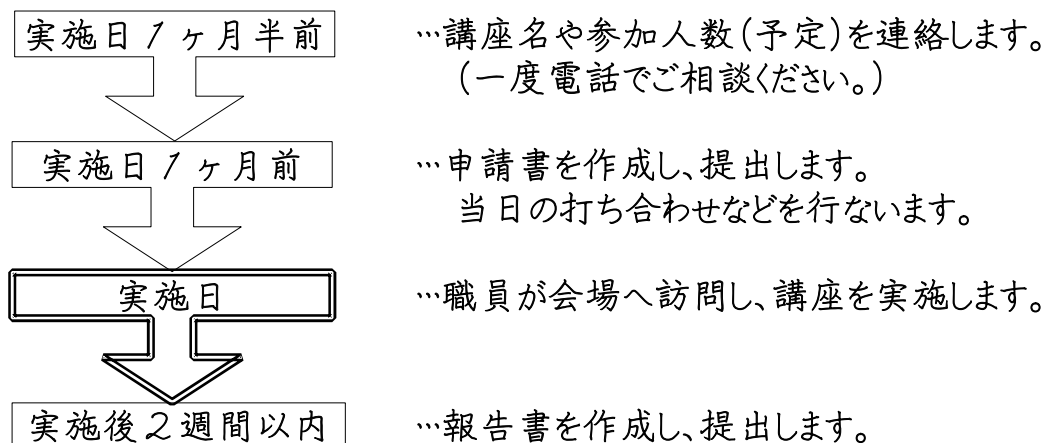 実施日1ヶ月半前 …講座名や参加人数(予定)を連絡します。
(一度電話でご相談ください。)
実施日1ヶ月前 …申請書を作成し、提出します。
当日の打ち合わせなどを行ないます。
実施日 …職員が会場へ訪問し、講座を実施します。
実施後2週間以内 …報告書を作成し、提出します。